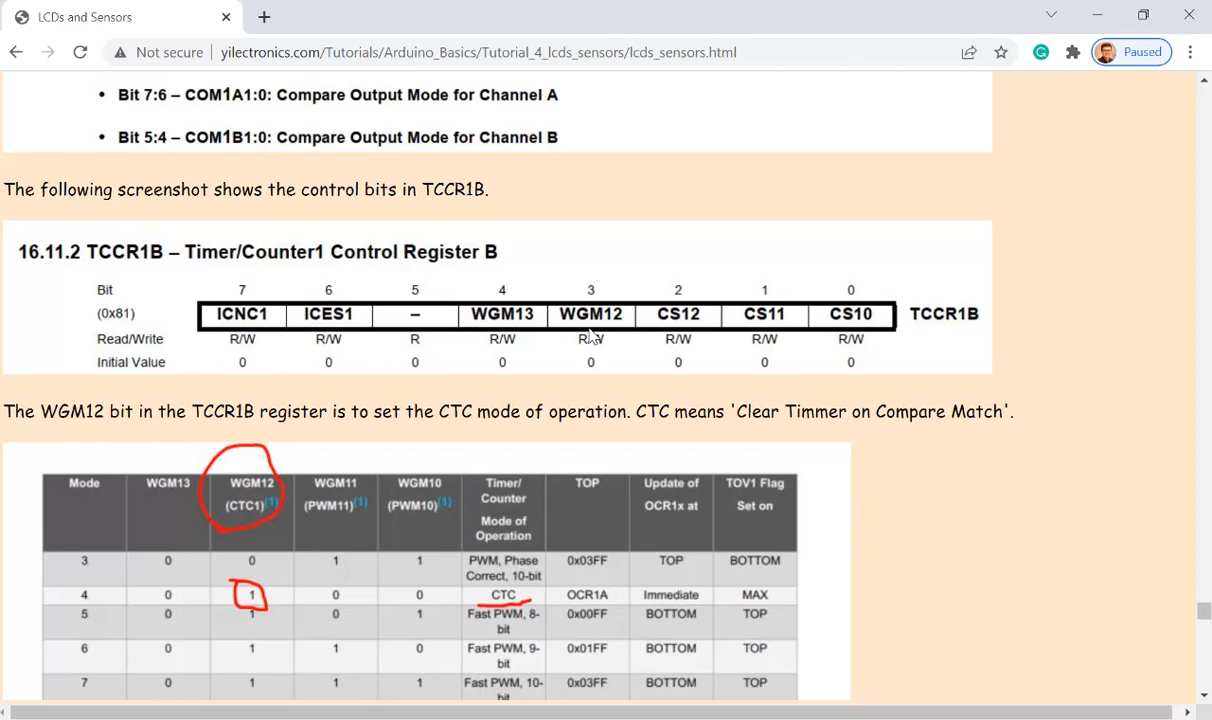 LCDs and Sensors
Not secure yilectronics.com/Tutorials/Arduino_Basics/Tutorial_4_lcds_sensors/lcds_sensors.html Paused
• Bit 7:6 – COM1A1:0: Compare Output Mode for Channel A
• Bit 5:4 – COM1B1:0: Compare Output Mode for Channel B
The following screenshot shows the control bits in TCCR1B.
16.11.2 TCCR1B – Timer/Counter1 Control Register B
Bit 7 6 5 4 3 2 1 0
(0x81) ICNC1 ICES1 – WGM13 WGM12 CS12 CS11 CS10 TCCR1B
Read/Write R/W R/W R R/W R/W R/W R/W R/W
Initial Value 0 0 0 0 0 0 0 0
The WGM12 bit in the TCCR1B register is to set the CTC mode of operation. CTC means 'Clear Timmer on Compare Match'.
Mode WGM13 WGM12 WGM11 WGM10 Timer/ TOP Update of TOV1 Flag
(CTC1)(1) (PWM11)(1) (PWM10)(1) Counter OCR1x at Set on
Mode of
Operation
3 0 0 1 1 PWM, Phase 0x03FF TOP BOTTOM
Correct, 10-bit
4 0 1 0 0 CTC OCR1A Immediate MAX
5 0 1 0 1 Fast PWM, 8- 0x00FF BOTTOM TOP
bit
6 0 1 1 0 Fast PWM, 9- 0x01FF BOTTOM TOP
bit
7 0 1 1 1 Fast PWM, 10- 0x03FF BOTTOM TOP
bit